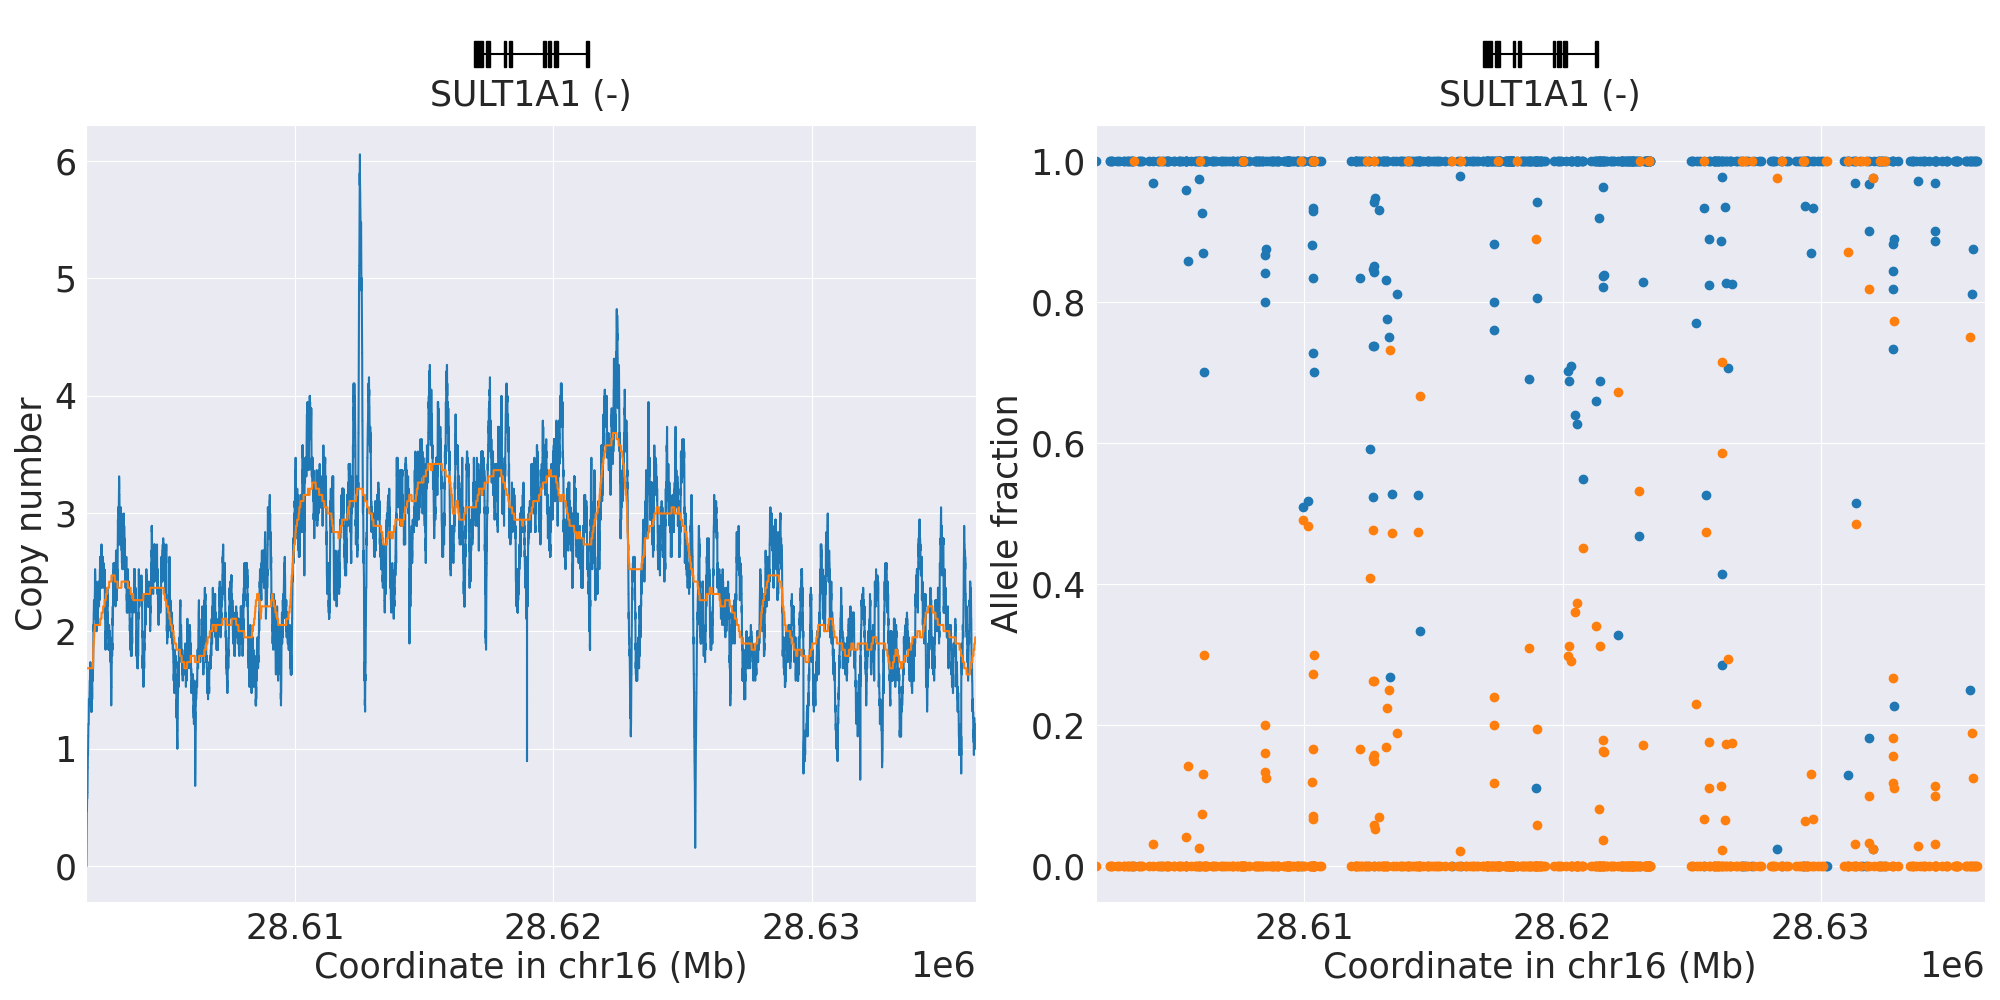 SULT1A1 (-)
Copy number
6
5
4
3
2
1
0
28.61
28.62
28.63
Coordinate in chr16 (Mb)
1e6
SULT1A1 (-)
Allele fraction
1.0
0.8
0.6
0.4
0.2
0.0
28.61
28.62
28.63
Coordinate in chr16 (Mb)
1e6